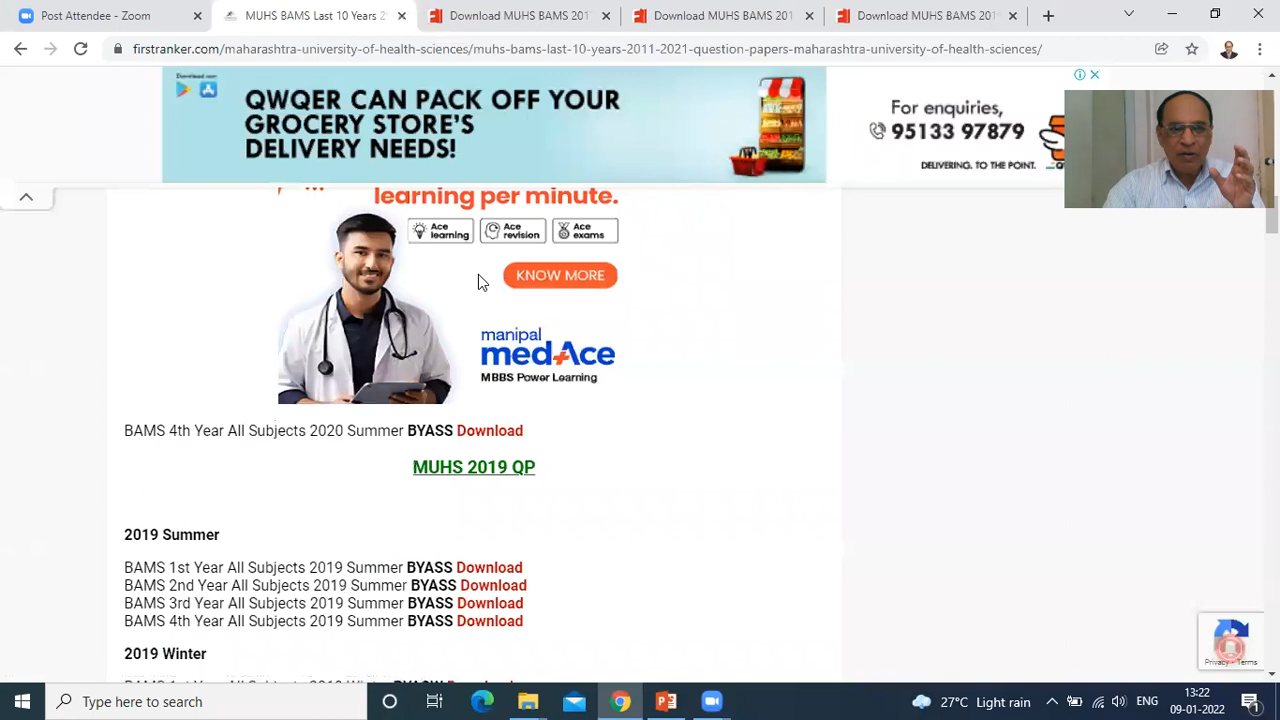 Post Attendee - Zoom
MUHS BAMS Last 10 Years 2
Download MUHS BAMS 201
Download MUHS BAMS 201
Download MUHS BAMS 201
firstranker.com/maharashtra-university-of-health-sciences/muhs-bams-last-10-years-2011-2021-question-papers-maharashtra-university-of-health-sciences/
Download now
QWQER CAN PACK OFF YOUR
GROCERY STORE'S
DELIVERY NEEDS!
For enquiries,
95133 97879
DELIVERING. TO THE POINT.
learning per minute.
Ace learning
Ace revision
Ace exams
KNOW MORE
manipal
medAce
MBBS Power Learning
BAMS 4th Year All Subjects 2020 Summer BYASS Download
MUHS 2019 QP
2019 Summer
BAMS 1st Year All Subjects 2019 Summer BYASS Download
BAMS 2nd Year All Subjects 2019 Summer BYASS Download
BAMS 3rd Year All Subjects 2019 Summer BYASS Download
BAMS 4th Year All Subjects 2019 Summer BYASS Download
2019 Winter
Privacy - Terms
Type here to search
27°C Light rain
ENG
13:22
09-01-2022